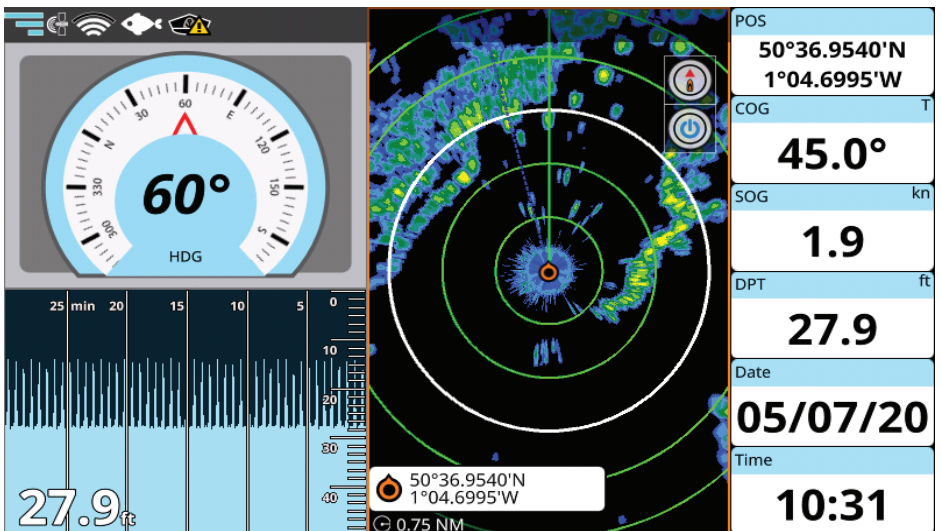 300
330
N
30
60
E
120
150
S
60°
HDG
25 min 20 15 10 5 0
10
20
30
40
27.9 ft
50°36.9540'N
1°04.6995'W
0.75 NM
POS
50°36.9540'N
1°04.6995'W
COG T
45.0°
SOG kn
1.9
DPT ft
27.9
Date
05/07/20
Time
10:31